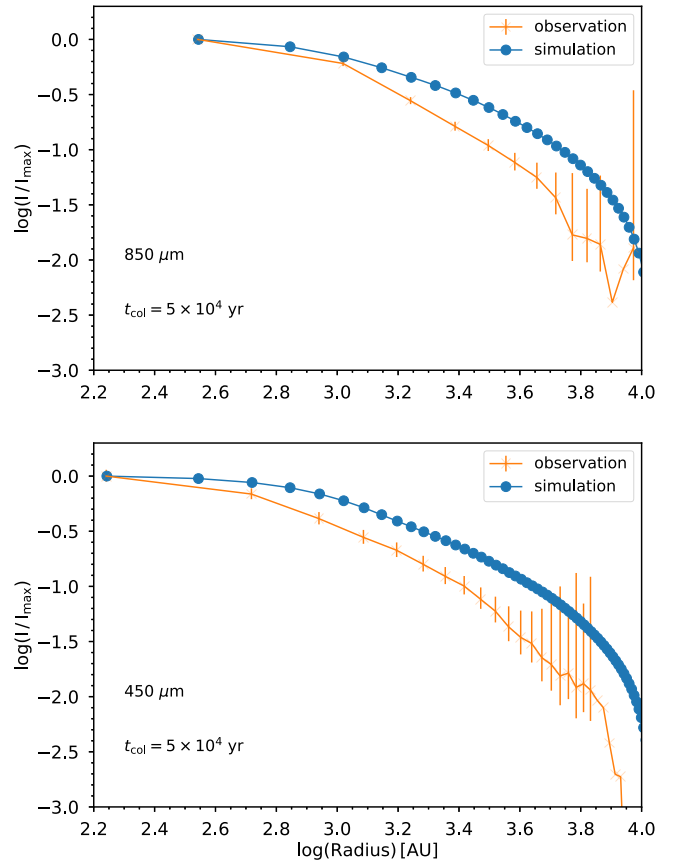 observation
simulation
log(I/I_max)
0.0
−0.5
−1.0
−1.5
−2.0
−2.5
−3.0
850 μm
t_col = 5 × 10⁴ yr
2.2 2.4 2.6 2.8 3.0 3.2 3.4 3.6 3.8 4.0
observation
simulation
log(I/I_max)
0.0
−0.5
−1.0
−1.5
−2.0
−2.5
−3.0
450 μm
t_col = 5 × 10⁴ yr
2.2 2.4 2.6 2.8 3.0 3.2 3.4 3.6 3.8 4.0
log(Radius) [AU]